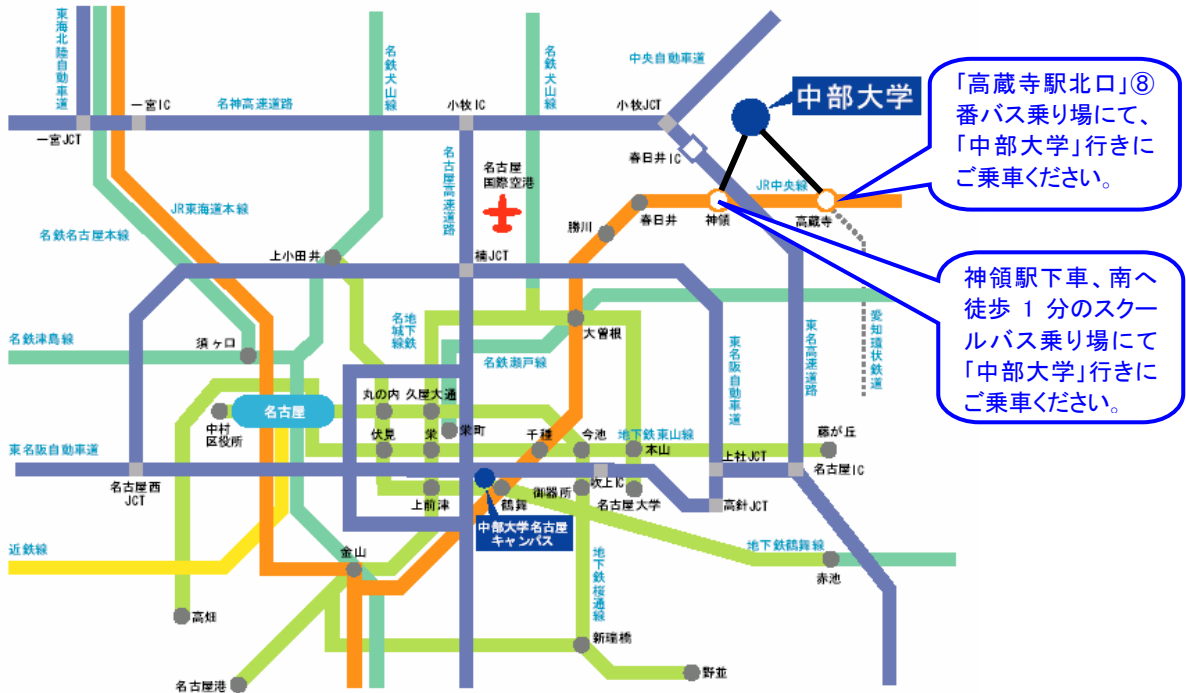 東海北陸自動車道
一宮IC
名神高速道路
名鉄犬山線
小牧IC
名鉄犬山線
中央自動車道
小牧JCT
中部大学
「高蔵寺駅北口」⑧
番バス乗り場にて、
「中部大学」行きに
ご乗車ください。
一宮JCT
春日井IC
名古屋高速道路
名古屋
国際空港
JR中央線
JR東海道本線
名鉄名古屋本線
勝川
春日井
神領
高蔵寺
上小田井
楠JCT
神領駅下車、南へ
徒歩 1 分のスクー
ルバス乗り場にて
「中部大学」行きに
ご乗車ください。
名鉄津島線
須ヶ口
地下鉄
名城線
大曽根
名鉄瀬戸線
東名阪自動車道
東名高速道路
愛知環状鉄道
名古屋
中村
区役所
丸の内
久屋大通
伏見
栄
栄町
千種
今池
地下鉄東山線
本山
藤が丘
東名阪自動車道
上社JCT
名古屋IC
名古屋西
JCT
上前津
鶴舞
御器所
吹上IC
名古屋大学
高針JCT
中部大学名古屋
キャンパス
近鉄線
金山
地下鉄桜通線
地下鉄鶴舞線
赤池
高畑
新瑞橋
野並
名古屋港